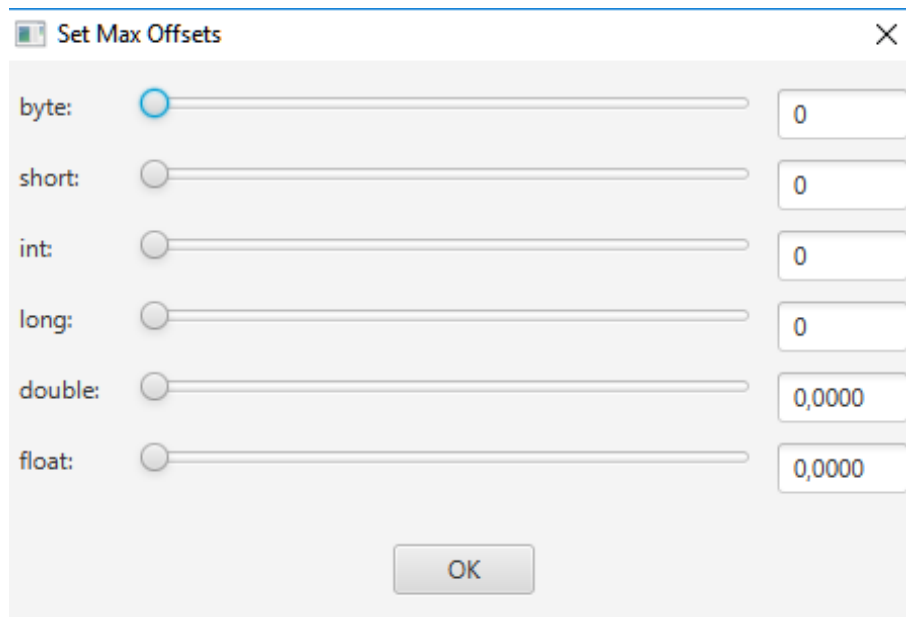 Set Max Offsets
byte: 0
short: 0
int: 0
long: 0
double: 0,0000
float: 0,0000
OK